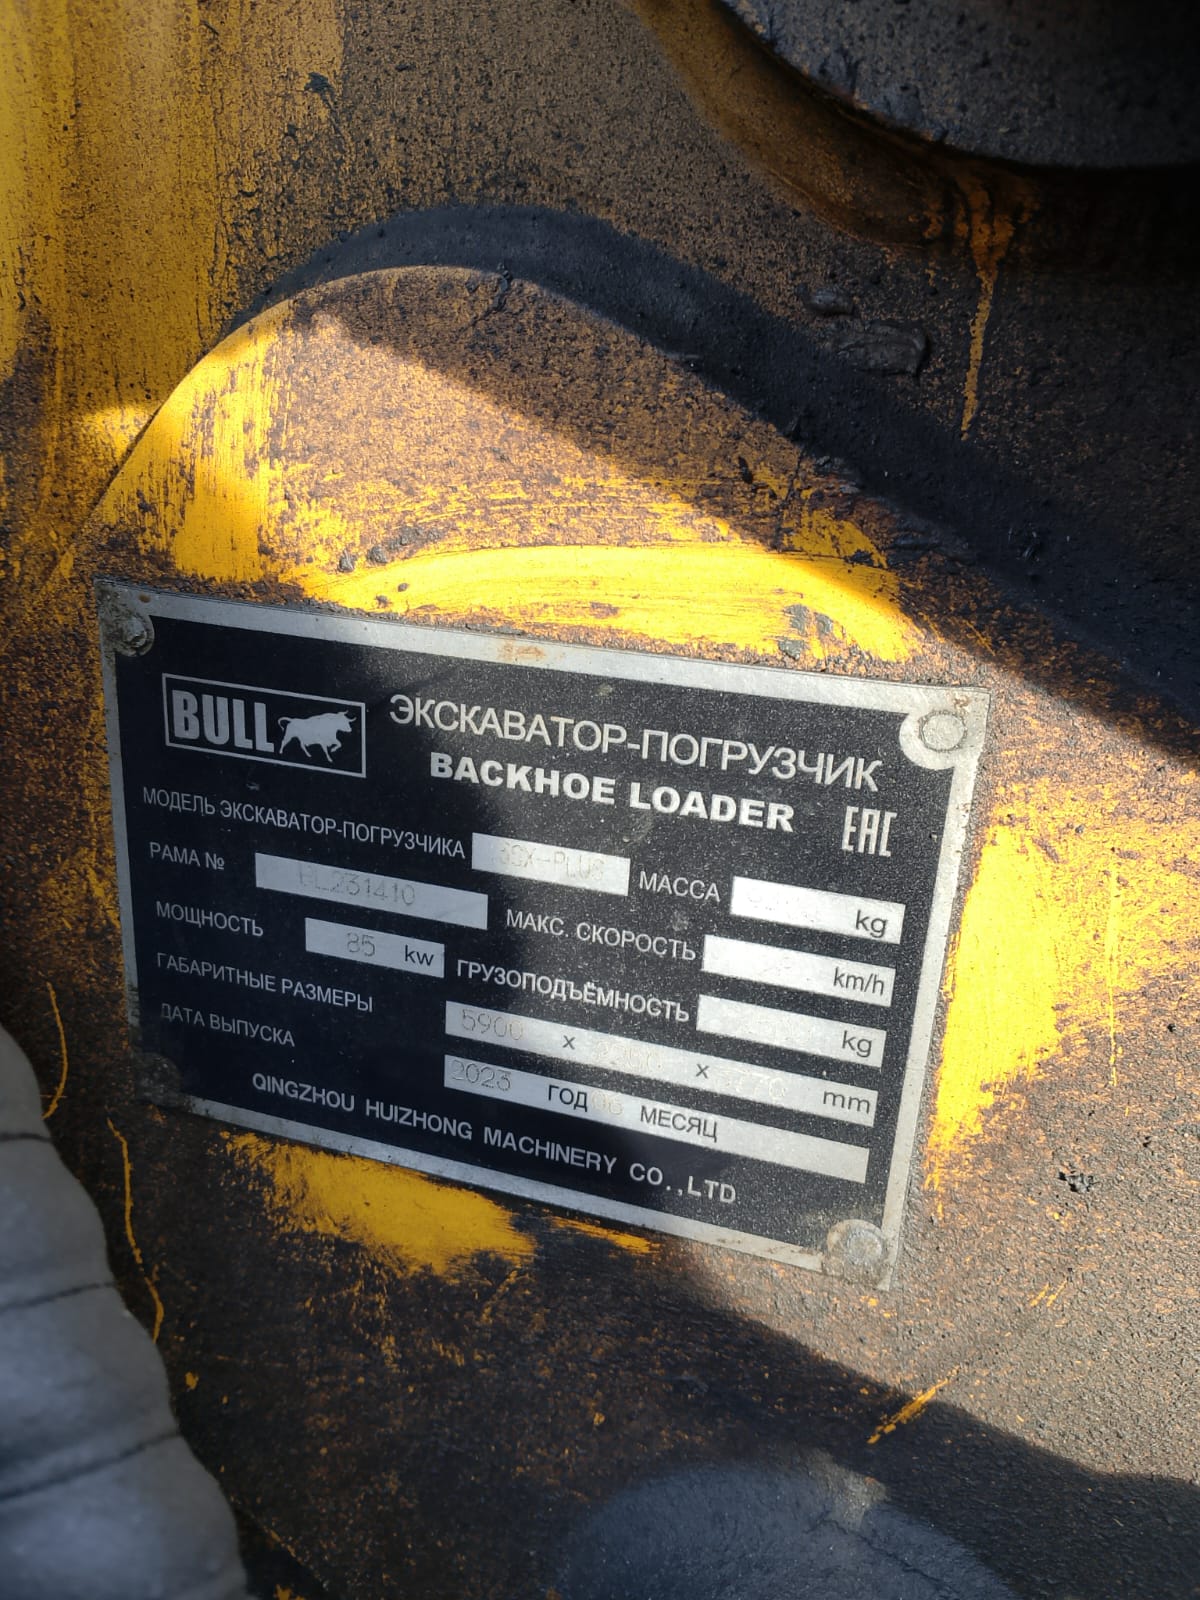 BULL
ЭКСКАВАТОР-ПОГРУЗЧИК
BACKHOE LOADER
EAC
МОДЕЛЬ ЭКСКАВАТОР-ПОГРУЗЧИКА
МАССА kg
РАМА № 231410
МАКС. СКОРОСТЬ km/h
МОЩНОСТЬ 85 kw
ГРУЗОПОДЪЁМНОСТЬ kg
ГАБАРИТНЫЕ РАЗМЕРЫ 5900 x x mm
ДАТА ВЫПУСКА 2023 ГОД МЕСЯЦ
QINGZHOU HUIZHONG MACHINERY CO.,LTD